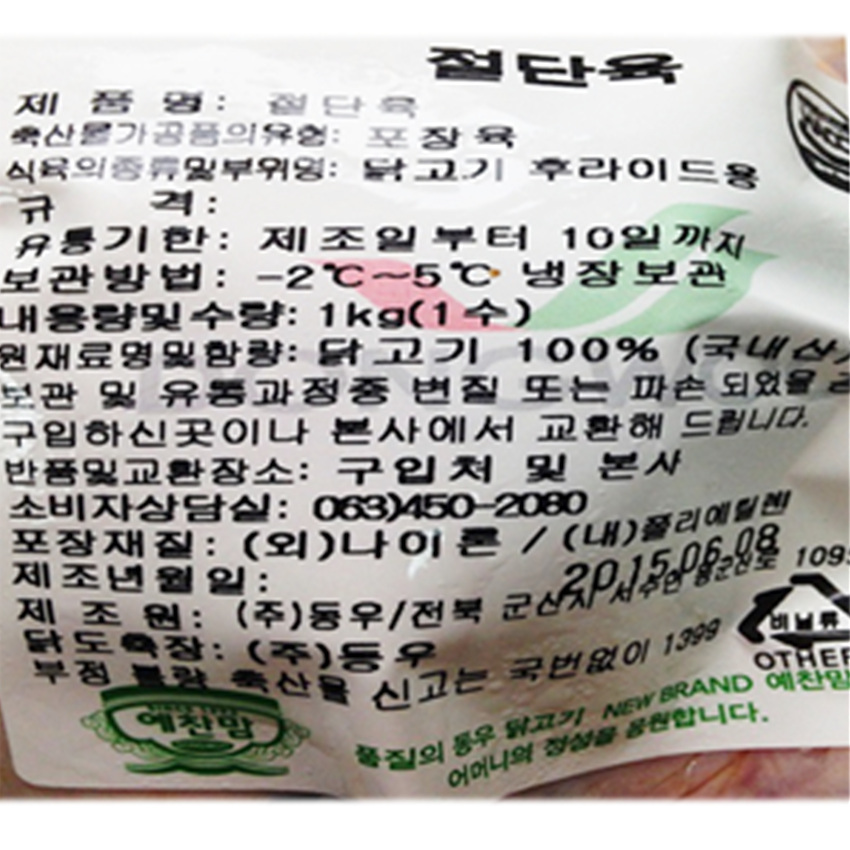 절단육
제 품 명: 절단육
축산물가공품의유형: 포장육
식육의종류및부위명: 닭고기 후라이드용
규 격:
유통기한: 제조일부터 10일까지
보관방법: -2℃~5℃ 냉장보관
내용량및수량: 1kg(1수)
원재료명및함량: 닭고기 100% (국내산)
보관 및 유통과정중 변질 또는 파손 되었을
구입하신곳이나 본사에서 교환해 드립니다.
반품및교환장소: 구입처 및 본사
소비자상담실: 063)450-2080
포장재질: (외)나이론 / (내)폴리에틸렌
제조년월일: 2015.06.08
제 조 원: (주)동우/전북 군산시 서수면 동군산로 109
닭도축장: (주)동우
부정 불량 축산물 신고는 국번없이 1399
비닐류
OTHER
예찬맘
품질의 동우 닭고기 NEW BRAND 예찬맘
어머니의 정성을 응원합니다.